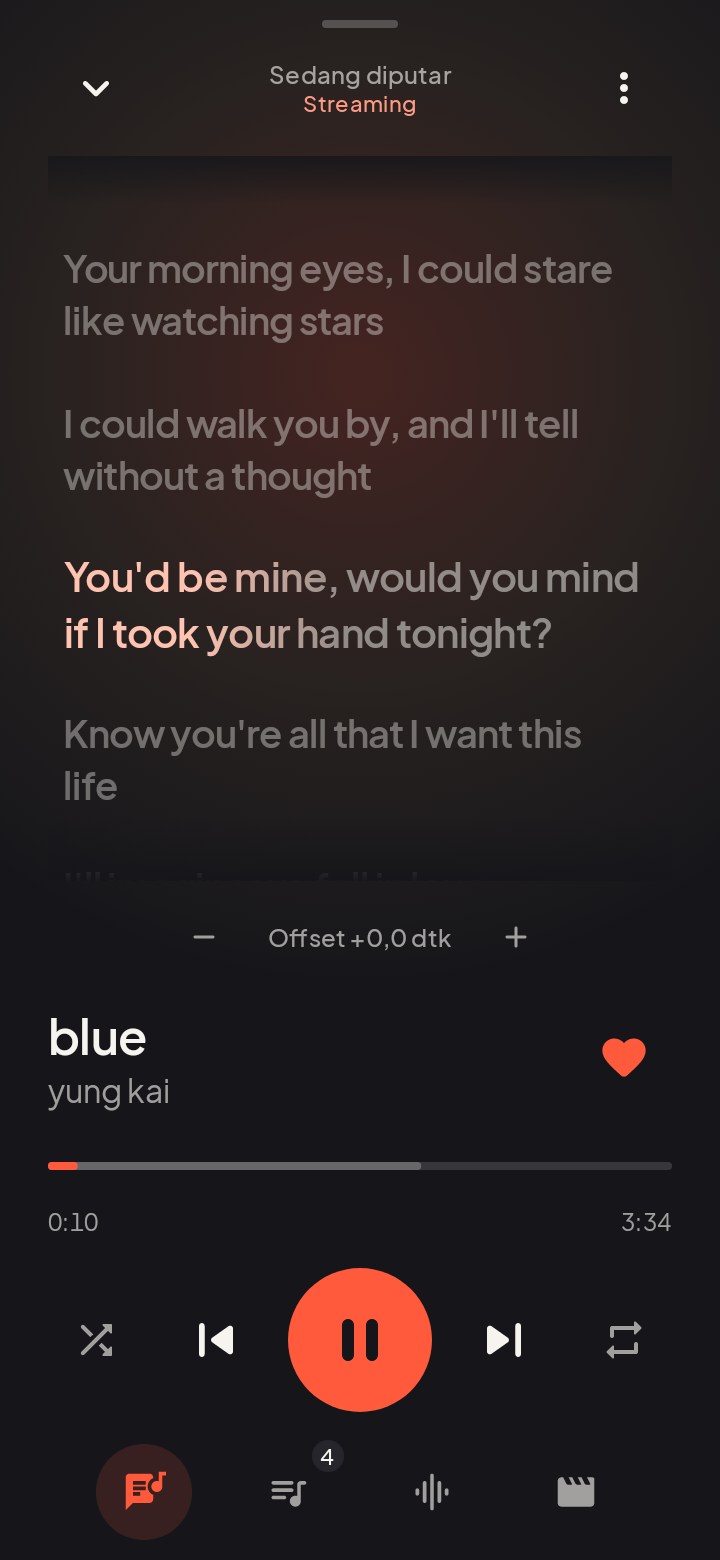 Sedang diputar
Streaming
Your morning eyes, I could stare
like watching stars
I could walk you by, and I'll tell
without a thought
You'd be mine, would you mind
if I took your hand tonight?
Know you're all that I want this
life
Offset +0,0 dtk
blue
yung kai
0:10
3:34
4